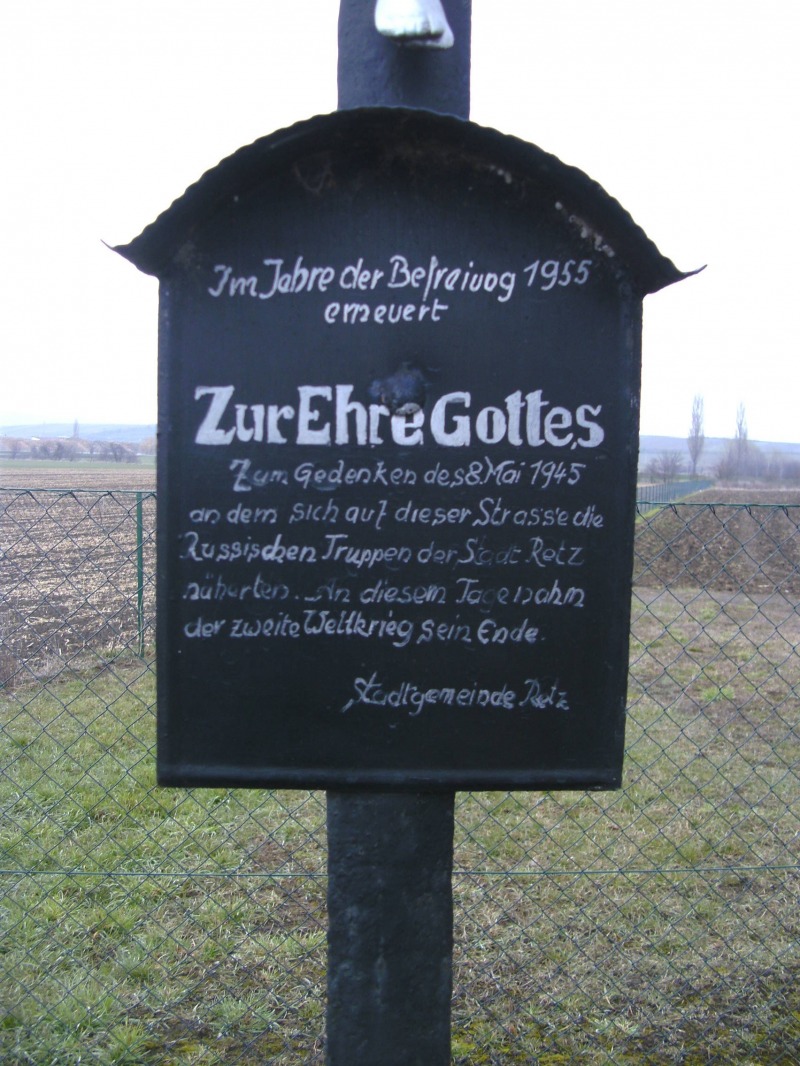 Im Jahre der Befraiung 1955
erneuert
Zur Ehre Gottes
Zum Gedenken des 8. Mai 1945
an dem sich auf dieser Strasse die
Russischen Truppen der Stadt Retz
näherten. An diesem Tage nahm
der zweite Weltkrieg sein Ende.
Stadtgemeinde Retz